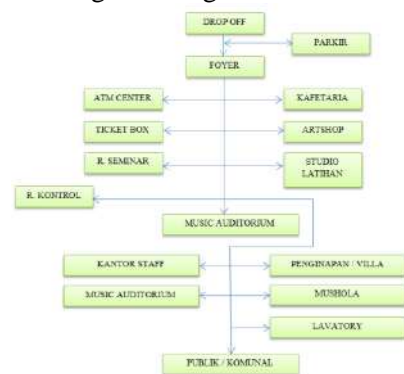 DROP OFF
PARKIR
FOYER
ATM CENTER
KAFETARIA
TICKET BOX
ARTSHOP
R. SEMINAR
STUDIO
LATIHAN
R. KONTROL
MUSIC AUDITORIUM
KANTOR STAFF
PENGINAPAN / VILLA
MUSIC AUDITORIUM
MUSHOLA
LAVATORY
PUBLIK / KOMUNAL